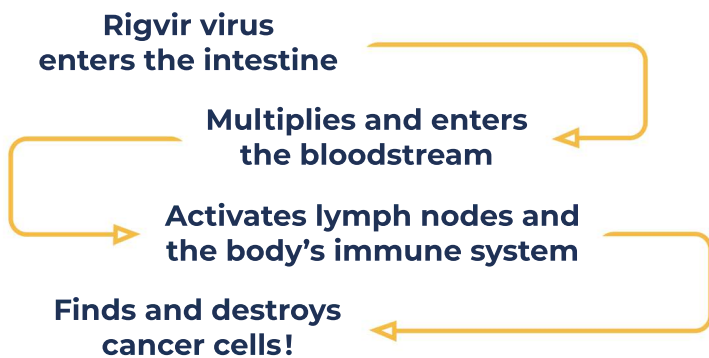 Rigvir virus
enters the intestine
Multiplies and enters
the bloodstream
Activates lymph nodes and
the body’s immune system
Finds and destroys
cancer cells!